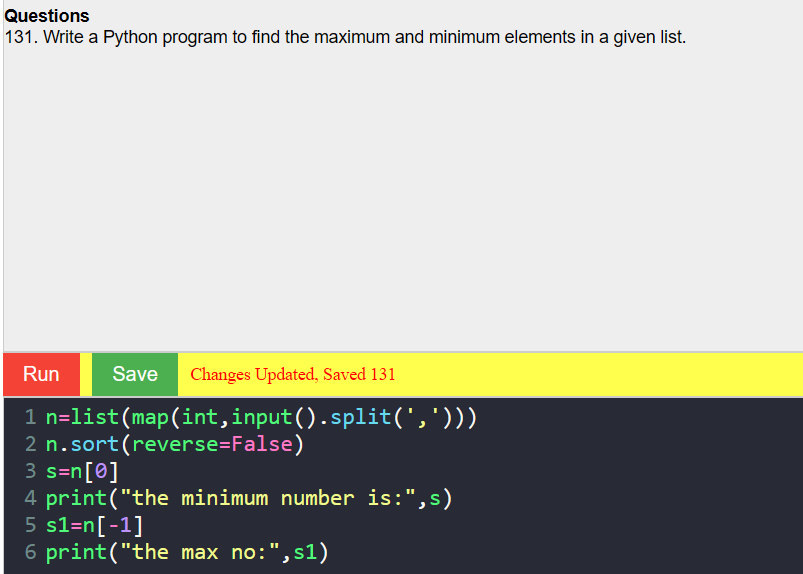 Questions
131. Write a Python program to find the maximum and minimum elements in a given list.
Run Save Changes Updated, Saved 131
1 n=list(map(int,input().split(',')))
2 n.sort(reverse=False)
3 s=n[0]
4 print("the minimum number is:",s)
5 s1=n[-1]
6 print("the max no:",s1)